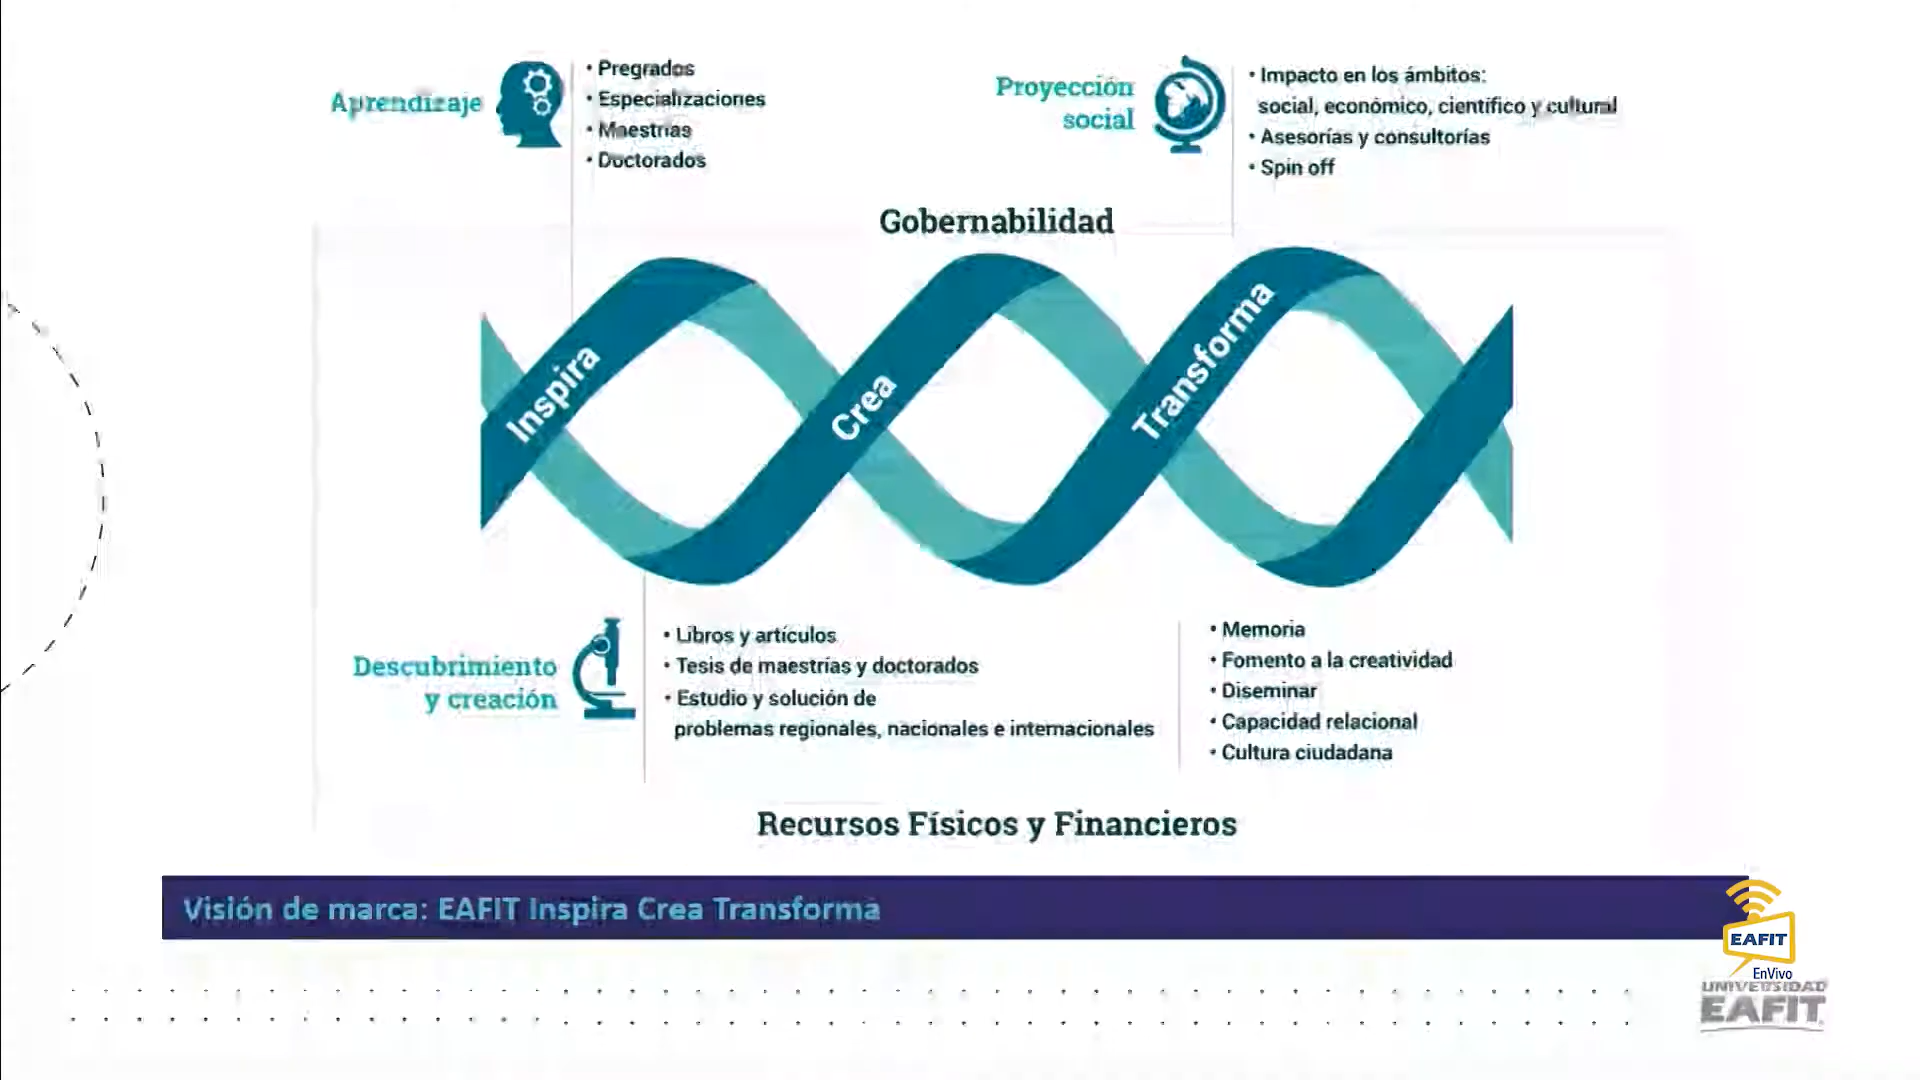 Aprendizaje
• Pregrados
• Especializaciones
• Maestrías
• Doctorados
Proyección
social
• Impacto en los ámbitos:
social, económico, científico y cultural
• Asesorías y consultorías
• Spin off
Gobernabilidad
Inspira
Crea
Transforma
Descubrimiento
y creación
• Libros y artículos
• Tesis de maestrías y doctorados
• Estudio y solución de
problemas regionales, nacionales e internacionales
• Memoria
• Fomento a la creatividad
• Diseminar
• Capacidad relacional
• Cultura ciudadana
Recursos Físicos y Financieros
Visión de marca: EAFIT Inspira Crea Transforma
EAFIT
EnVivo
UNIVERSIDAD
EAFIT